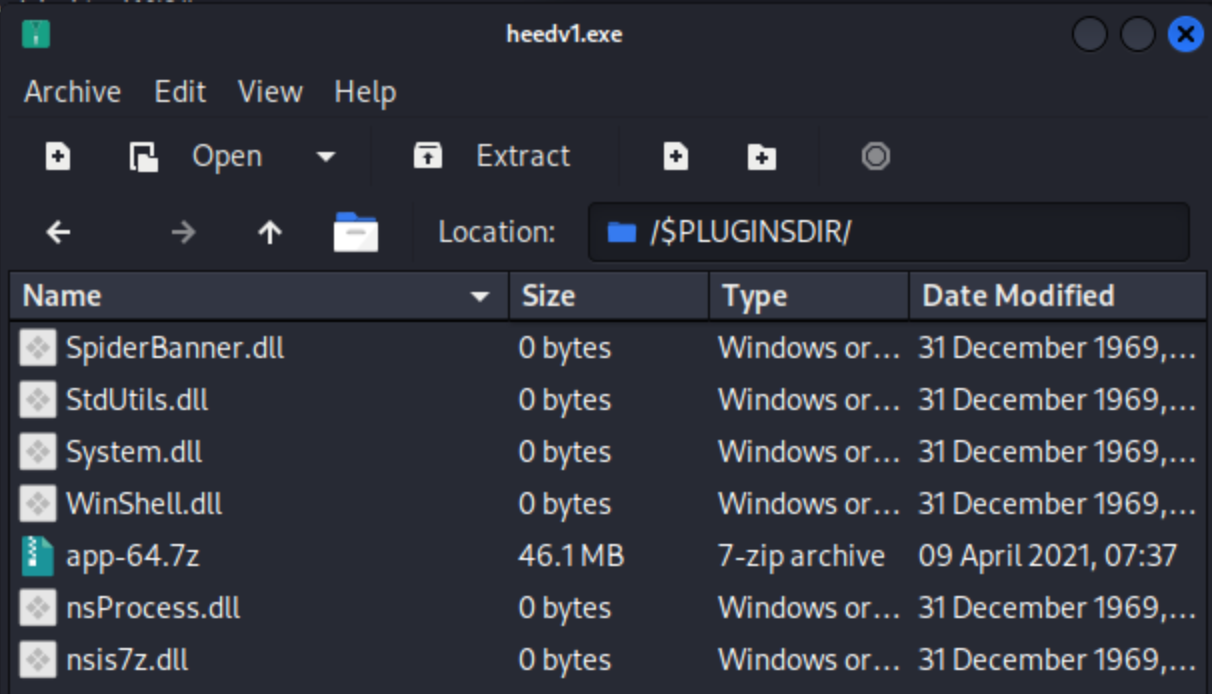 heedv1.exe
Archive Edit View Help
Open Extract
Location: /$PLUGINSDIR/
Name Size Type Date Modified
SpiderBanner.dll 0 bytes Windows or... 31 December 1969,...
StdUtils.dll 0 bytes Windows or... 31 December 1969,...
System.dll 0 bytes Windows or... 31 December 1969,...
WinShell.dll 0 bytes Windows or... 31 December 1969,...
app-64.7z 46.1 MB 7-zip archive 09 April 2021, 07:37
nsProcess.dll 0 bytes Windows or... 31 December 1969,...
nsis7z.dll 0 bytes Windows or... 31 December 1969,...